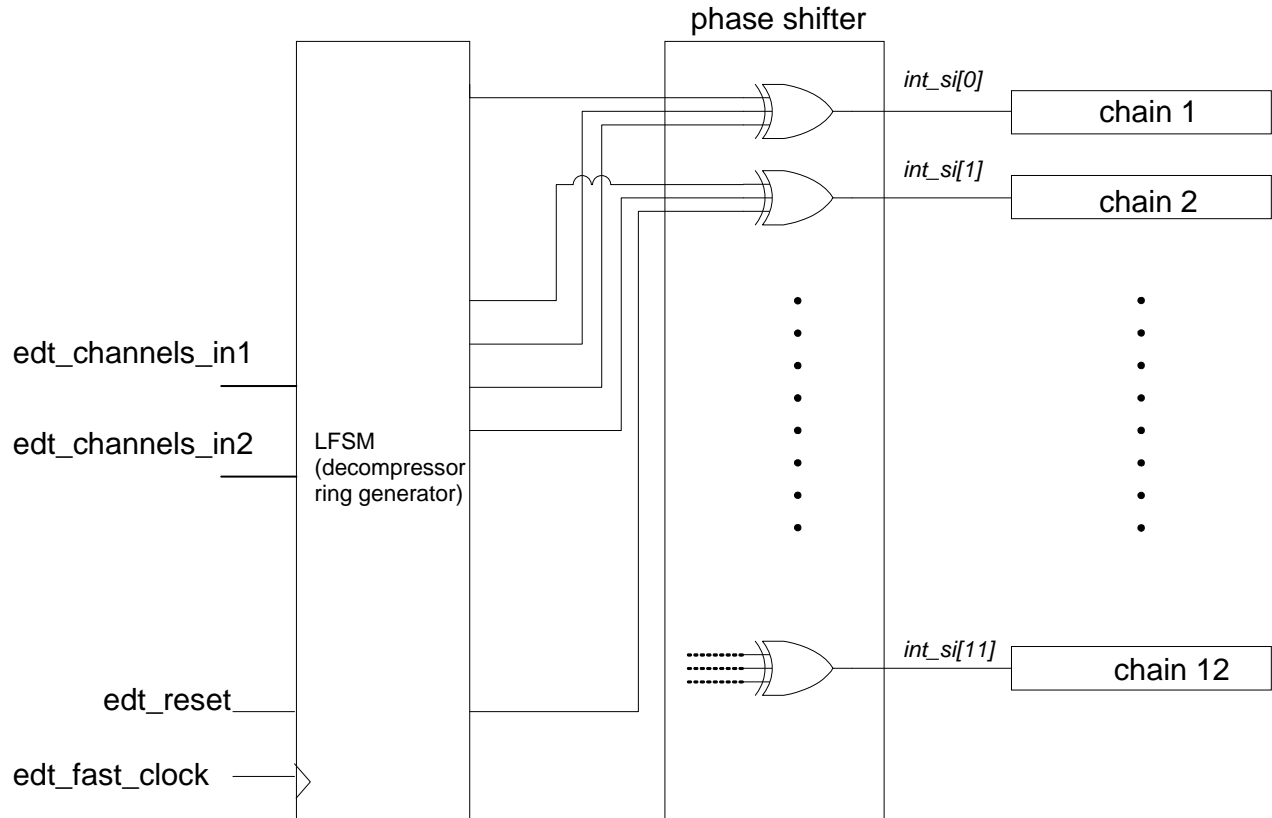 phase shifter
int_si[0]
chain 1
int_si[1]
chain 2
edt_channels_in1
edt_channels_in2
LFSM
(decompressor
ring generator)
int_si[11]
chain 12
edt_reset
edt_fast_clock